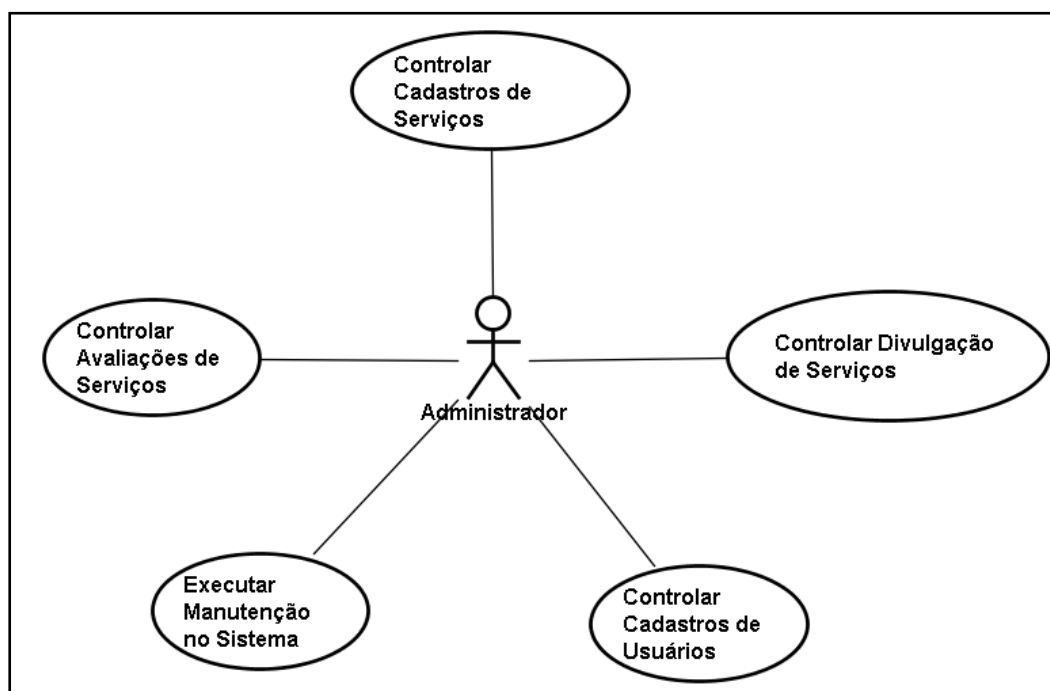 Controlar
Cadastros de
Serviços
Controlar
Avaliações de
Serviços
Controlar Divulgação
de Serviços
Administrador
Executar
Manutenção
no Sistema
Controlar
Cadastros de
Usuários